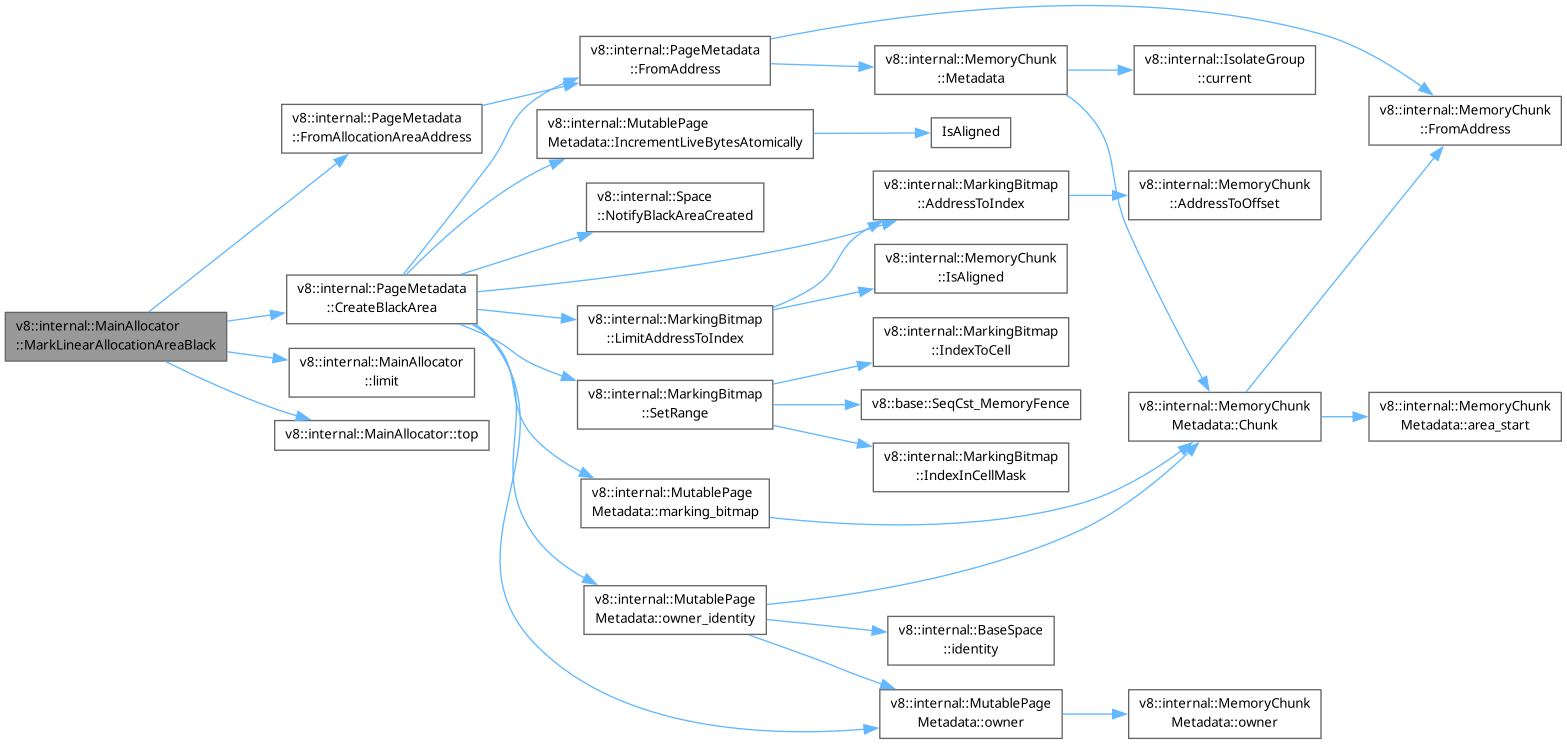 v8::internal::MainAllocator
::MarkLinearAllocationAreaBlack
v8::internal::PageMetadata
::FromAllocationAreaAddress
v8::internal::PageMetadata
::CreateBlackArea
v8::internal::MainAllocator
::limit
v8::internal::MainAllocator::top
v8::internal::PageMetadata
::FromAddress
v8::internal::MutablePage
Metadata::IncrementLiveBytesAtomically
v8::internal::Space
::NotifyBlackAreaCreated
v8::internal::MarkingBitmap
::LimitAddressToIndex
v8::internal::MarkingBitmap
::SetRange
v8::internal::MutablePage
Metadata::marking_bitmap
v8::internal::MutablePage
Metadata::owner_identity
v8::internal::MemoryChunk
::Metadata
IsAligned
v8::internal::MarkingBitmap
::AddressToIndex
v8::internal::MemoryChunk
::IsAligned
v8::internal::MarkingBitmap
::IndexToCell
v8::base::SeqCst_MemoryFence
v8::internal::MarkingBitmap
::IndexInCellMask
v8::internal::BaseSpace
::identity
v8::internal::MutablePage
Metadata::owner
v8::internal::IsolateGroup
::current
v8::internal::MemoryChunk
::AddressToOffset
v8::internal::MemoryChunk
Metadata::Chunk
v8::internal::MemoryChunk
Metadata::owner
v8::internal::MemoryChunk
::FromAddress
v8::internal::MemoryChunk
Metadata::area_start